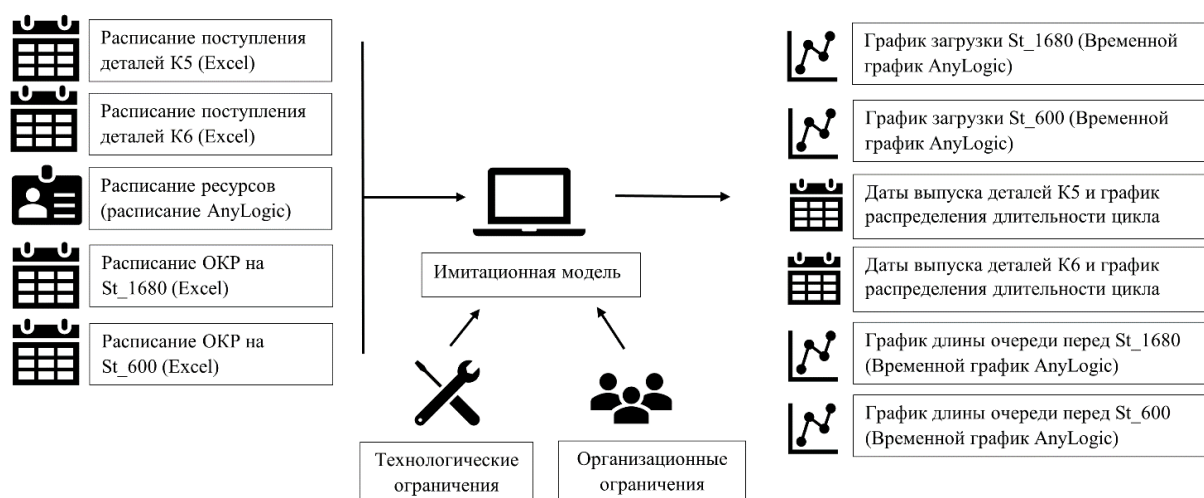 Расписание поступления
деталей К5 (Excel)
Расписание поступления
деталей К6 (Excel)
Расписание ресурсов
(расписание AnyLogic)
Расписание ОКР на
St_1680 (Excel)
Расписание ОКР на
St_600 (Excel)
Имитационная модель
Технологические
ограничения
Организационные
ограничения
График загрузки St_1680 (Временной
график AnyLogic)
График загрузки St_600 (Временной
график AnyLogic)
Даты выпуска деталей К5 и график
распределения длительности цикла
Даты выпуска деталей К6 и график
распределения длительности цикла
График длины очереди перед St_1680
(Временной график AnyLogic)
График длины очереди перед St_600
(Временной график AnyLogic)